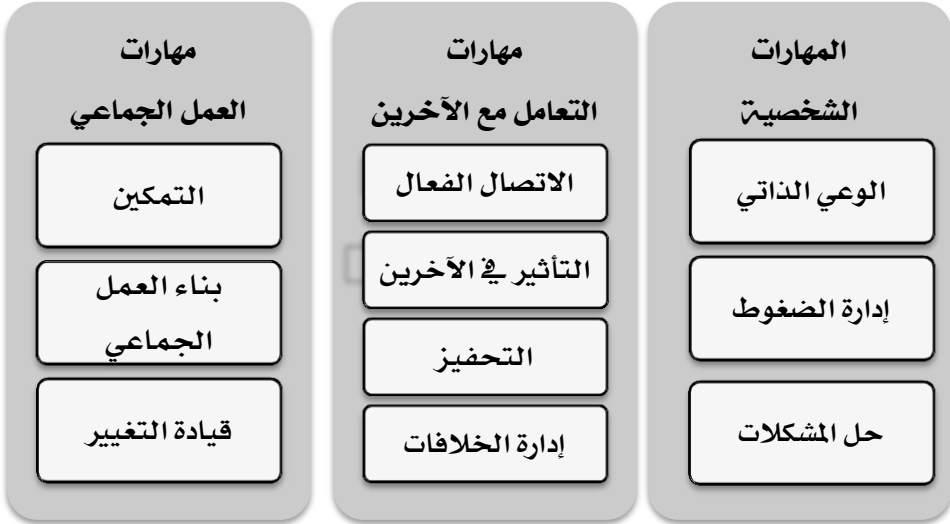 المهارات
الشخصية
الوعي الذاتي
إدارة الضغوط
حل المشكلات
مهارات
التعامل مع الآخرين
الاتصال الفعال
التأثير في الآخرين
التحفيز
إدارة الخلافات
مهارات
العمل الجماعي
التمكين
بناء العمل
الجماعي
قيادة التغيير